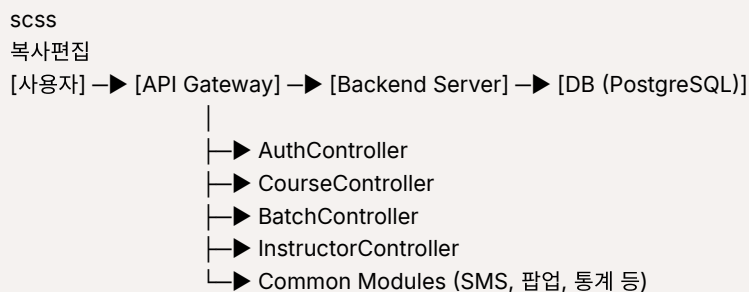 scss
복사편집
[사용자] ─▶ [API Gateway] ─▶ [Backend Server] ─▶ [DB (PostgreSQL)]
│
├─▶ AuthController
├─▶ CourseController
├─▶ BatchController
├─▶ InstructorController
└─▶ Common Modules (SMS, 팝업, 통계 등)